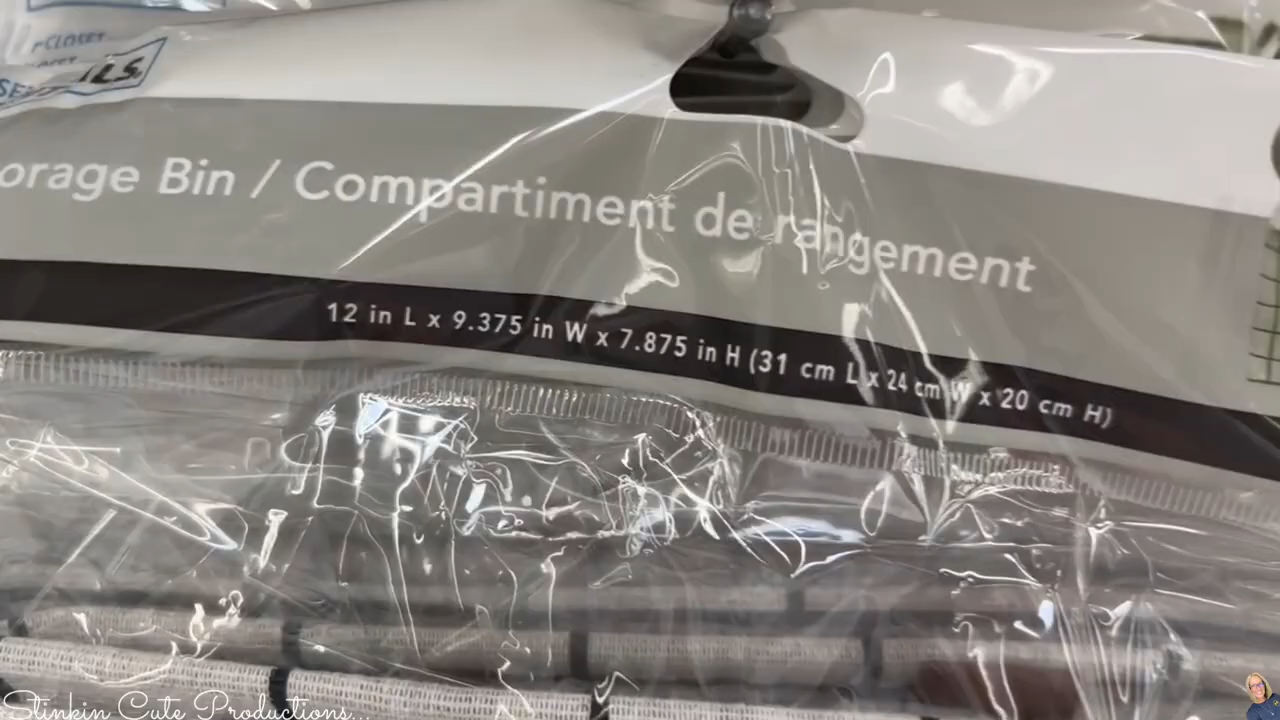 CLOSET
orage Bin / Compartiment de rangement
12 in L x 9.375 in W x 7.875 in H (31 cm L x 24 cm W x 20 cm H)
Stinkin Cute Productions...